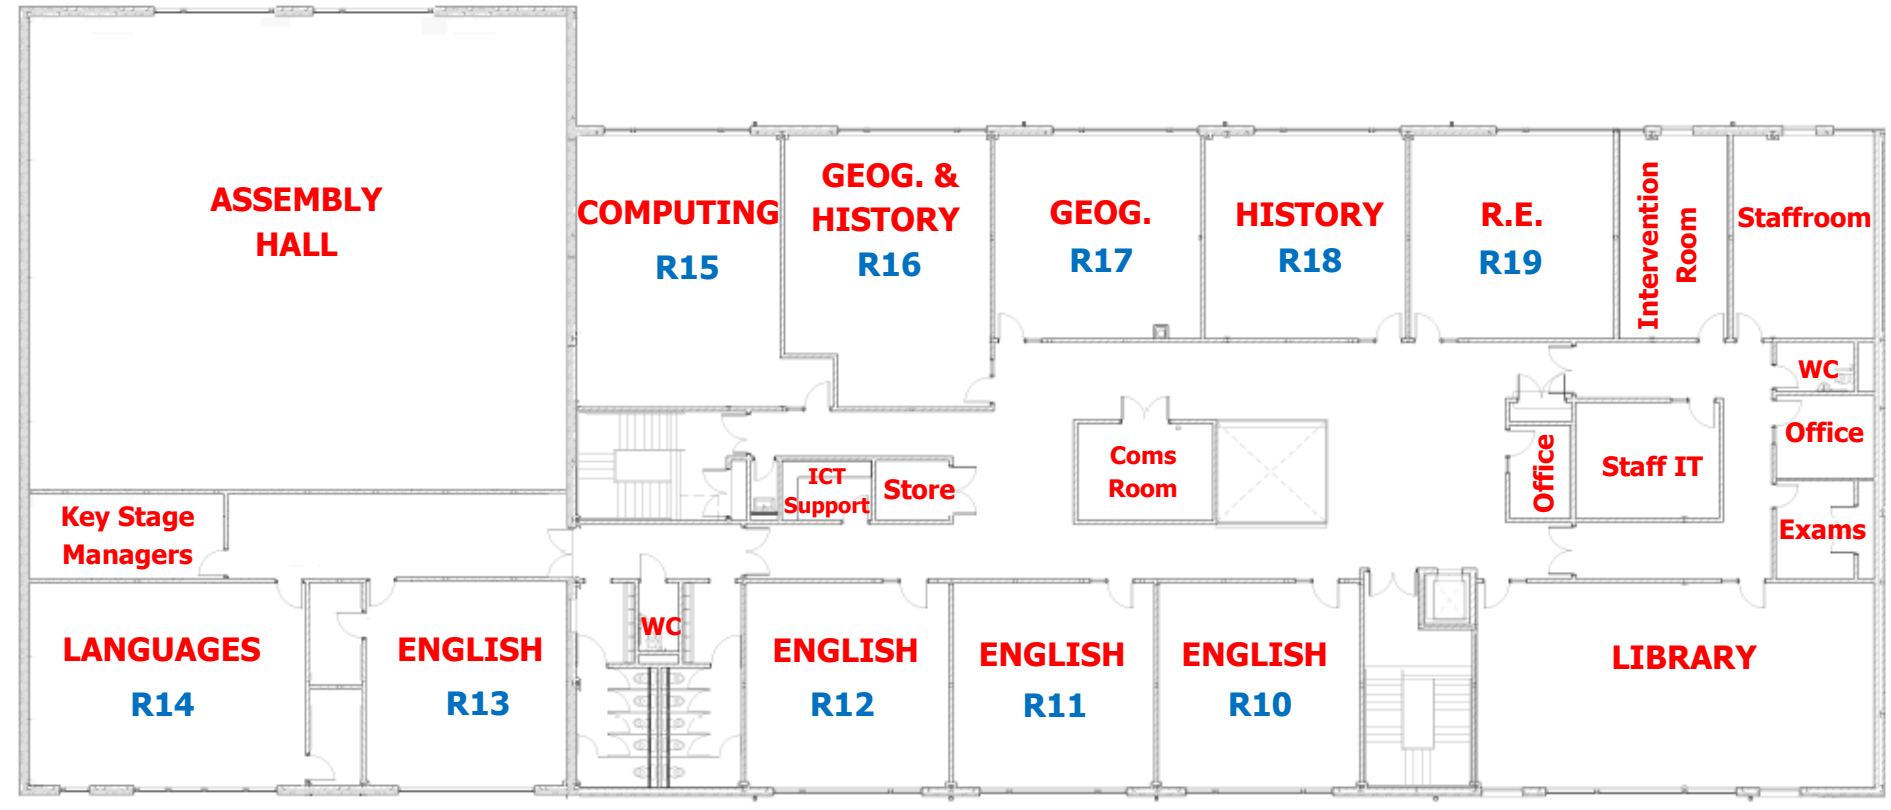 ASSEMBLY
HALL
COMPUTING
R15
GEOG. &
HISTORY
R16
GEOG.
R17
HISTORY
R18
R.E.
R19
Intervention
Room
Staffroom
WC
Office
Exams
Staff IT
Office
Coms
Room
Store
ICT
Support
Key Stage
Managers
LANGUAGES
R14
ENGLISH
R13
WC
ENGLISH
R12
ENGLISH
R11
ENGLISH
R10
LIBRARY